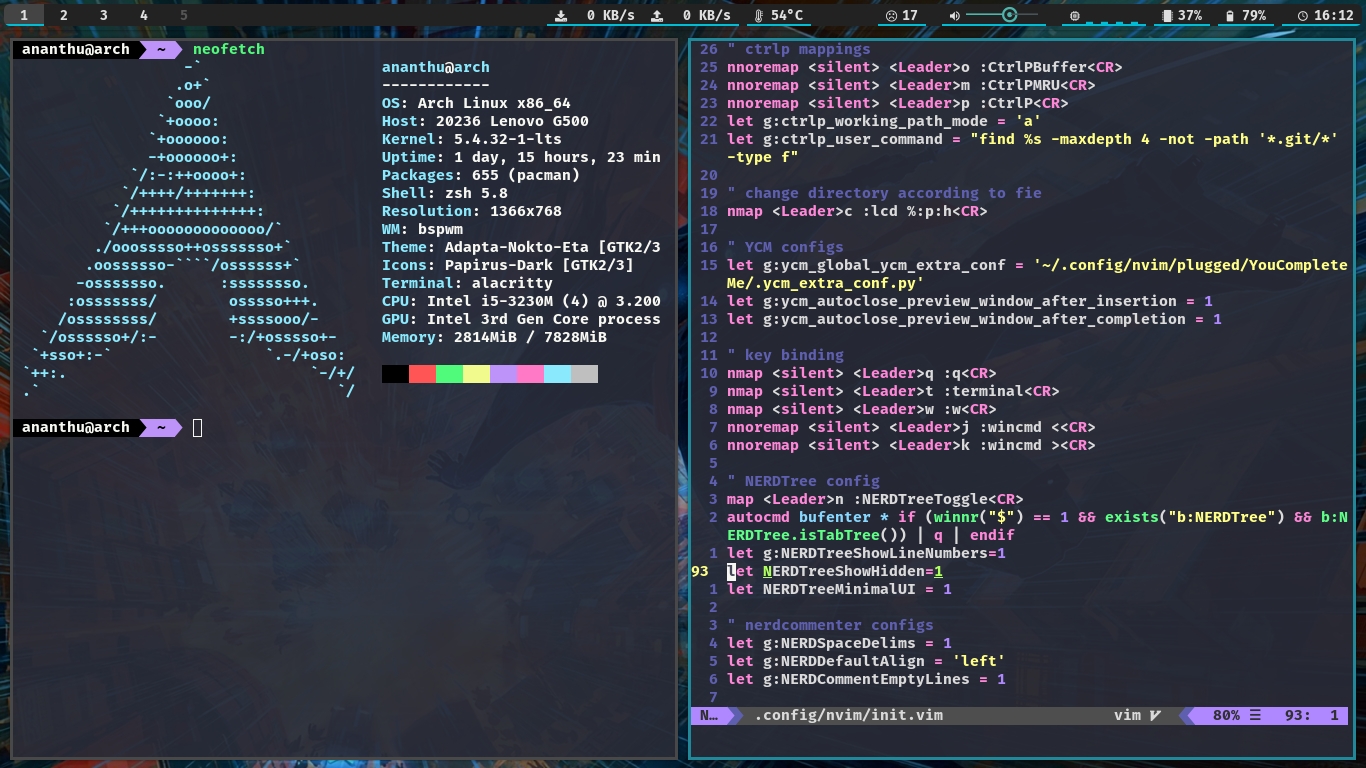 1 2 3 4 5 0 KB/s 0 KB/s 54°C 17 37% 79% 16:12
ananthu@arch ~ neofetch
ananthu@arch
------------
OS: Arch Linux x86_64
Host: 20236 Lenovo G500
Kernel: 5.4.32-1-lts
Uptime: 1 day, 15 hours, 23 min
Packages: 655 (pacman)
Shell: zsh 5.8
Resolution: 1366x768
WM: bspwm
Theme: Adapta-Nokto-Eta [GTK2/3
Icons: Papirus-Dark [GTK2/3]
Terminal: alacritty
CPU: Intel i5-3230M (4) @ 3.200
GPU: Intel 3rd Gen Core process
Memory: 2814MiB / 7828MiB
ananthu@arch ~
26 " ctrlp mappings
25 nnoremap <silent> <Leader>o :CtrlPBuffer<CR>
24 nnoremap <silent> <Leader>m :CtrlPMRU<CR>
23 nnoremap <silent> <Leader>p :CtrlP<CR>
22 let g:ctrlp_working_path_mode = 'a'
21 let g:ctrlp_user_command = "find %s -maxdepth 4 -not -path '*.git/*'
-type f"
20
19 " change directory according to fie
18 nmap <Leader>c :lcd %:p:h<CR>
17
16 " YCM configs
15 let g:ycm_global_ycm_extra_conf = '~/.config/nvim/plugged/YouComplete
Me/.ycm_extra_conf.py'
14 let g:ycm_autoclose_preview_window_after_insertion = 1
13 let g:ycm_autoclose_preview_window_after_completion = 1
12
11 " key binding
10 nmap <silent> <Leader>q :q<CR>
9 nmap <silent> <Leader>t :terminal<CR>
8 nmap <silent> <Leader>w :w<CR>
7 nnoremap <silent> <Leader>j :wincmd <<CR>
6 nnoremap <silent> <Leader>k :wincmd ><CR>
5
4 " NERDTree config
3 map <Leader>n :NERDTreeToggle<CR>
2 autocmd bufenter * if (winnr("$") == 1 && exists("b:NERDTree") && b:N
ERDTree.isTabTree()) | q | endif
1 let g:NERDTreeShowLineNumbers=1
93 let NERDTreeShowHidden=1
1 let NERDTreeMinimalUI = 1
2
3 " nerdcommenter configs
4 let g:NERDSpaceDelims = 1
5 let g:NERDDefaultAlign = 'left'
6 let g:NERDCommentEmptyLines = 1
7
N… .config/nvim/init.vim vim 80% ☰ 93: 1